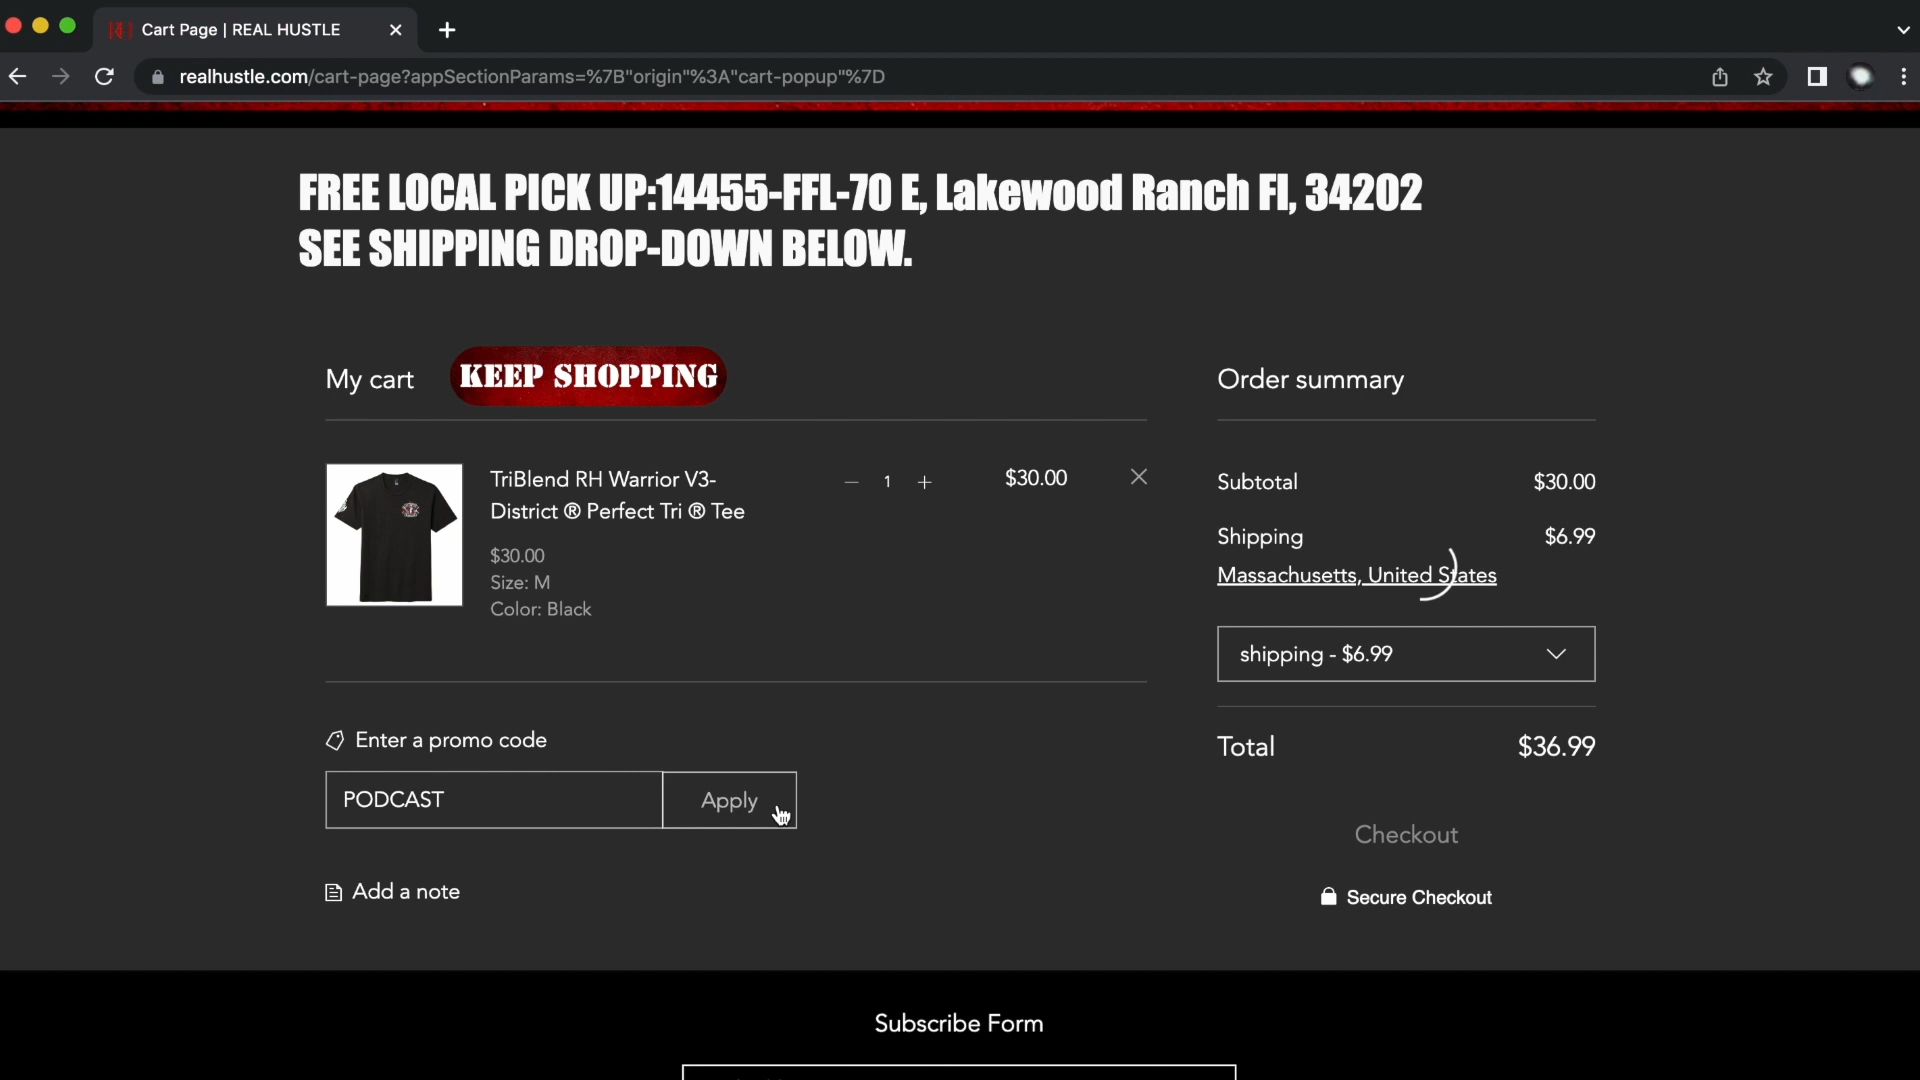 Cart Page | REAL HUSTLE
realhustle.com/cart-page?appSectionParams=%7B"origin"%3A"cart-popup"%7D
FREE LOCAL PICK UP:14455-FFL-70 E, Lakewood Ranch Fl, 34202
SEE SHIPPING DROP-DOWN BELOW.
My cart
KEEP SHOPPING
TriBlend RH Warrior V3-
District ® Perfect Tri ® Tee
$30.00
Size: M
Color: Black
− 1 +
$30.00
Enter a promo code
PODCAST
Apply
Add a note
Order summary
Subtotal $30.00
Shipping $6.99
Massachusetts, United States
shipping - $6.99
Total $36.99
Checkout
Secure Checkout
Subscribe Form